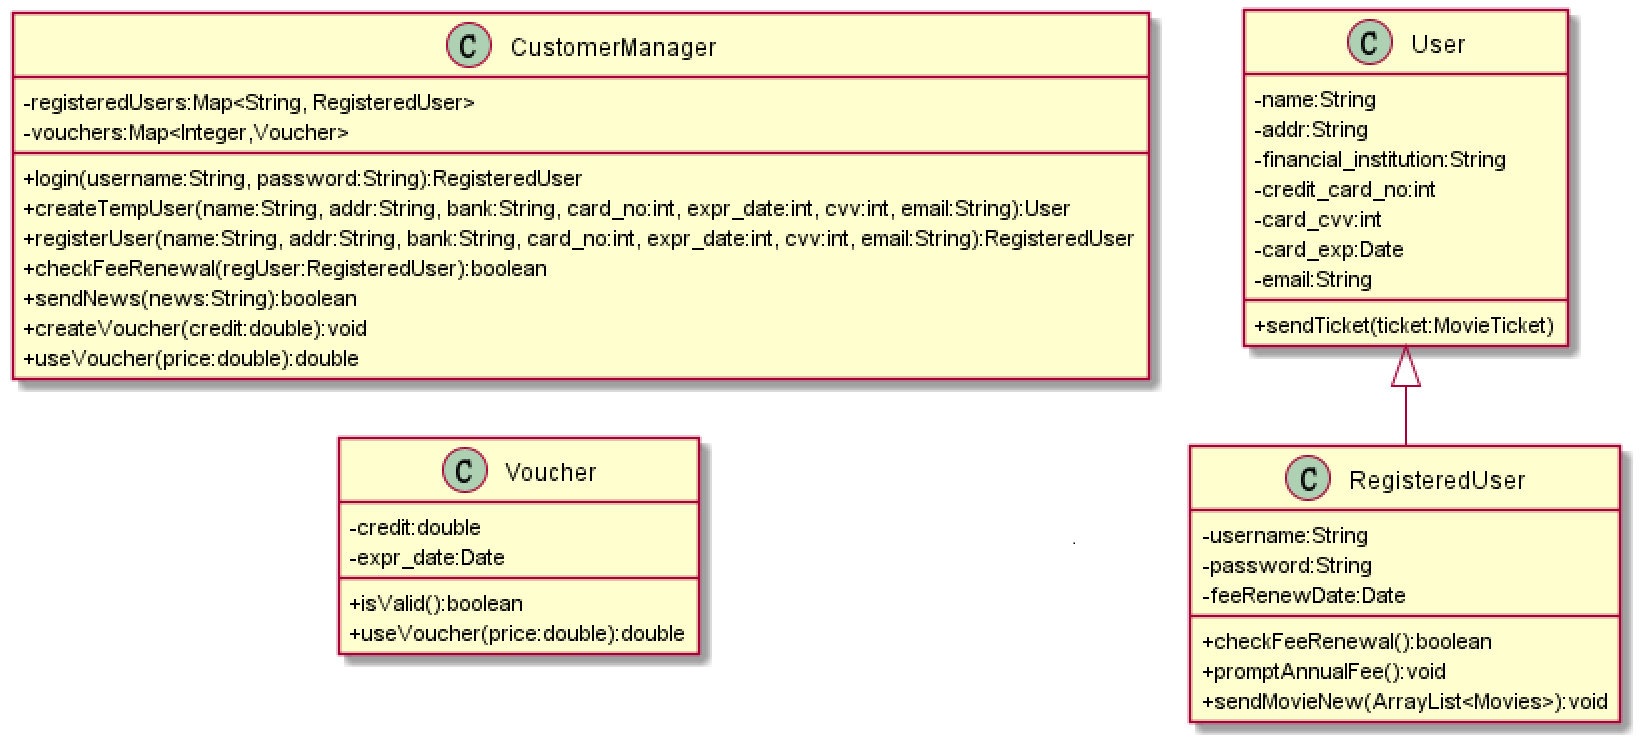 C CustomerManager
-registeredUsers:Map<String, RegisteredUser>
-vouchers:Map<Integer,Voucher>
+login(username:String, password:String):RegisteredUser
+createTempUser(name:String, addr:String, bank:String, card_no:int, expr_date:int, cvv:int, email:String):User
+registerUser(name:String, addr:String, bank:String, card_no:int, expr_date:int, cvv:int, email:String):RegisteredUser
+checkFeeRenewal(regUser:RegisteredUser):boolean
+sendNews(news:String):boolean
+createVoucher(credit:double):void
+useVoucher(price:double):double
C User
-name:String
-addr:String
-financial_institution:String
-credit_card_no:int
-card_cvv:int
-card_exp:Date
-email:String
+sendTicket(ticket:MovieTicket)
C Voucher
-credit:double
-expr_date:Date
+isValid():boolean
+useVoucher(price:double):double
C RegisteredUser
-username:String
-password:String
-feeRenewDate:Date
+checkFeeRenewal():boolean
+promptAnnualFee():void
+sendMovieNew(ArrayList<Movies>):void